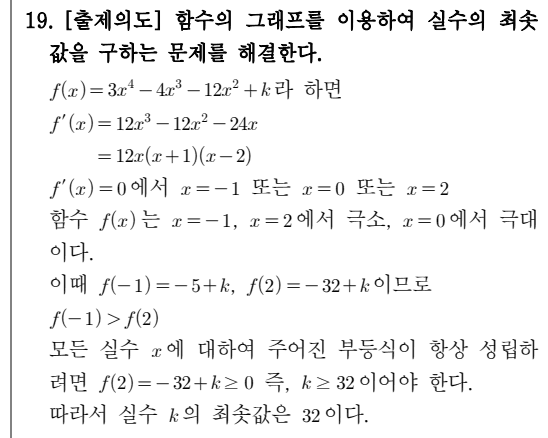 19. [출제의도] 함수의 그래프를 이용하여 실수의 최솟
값을 구하는 문제를 해결한다.
f(x)=3x⁴−4x³−12x²+k라 하면
f′(x)=12x³−12x²−24x
=12x(x+1)(x−2)
f′(x)=0에서 x=−1 또는 x=0 또는 x=2
함수 f(x)는 x=−1, x=2에서 극소, x=0에서 극대
이다.
이때 f(−1)=−5+k, f(2)=−32+k이므로
f(−1)>f(2)
모든 실수 x에 대하여 주어진 부등식이 항상 성립하
려면 f(2)=−32+k≥0 즉, k≥32이어야 한다.
따라서 실수 k의 최솟값은 32이다.